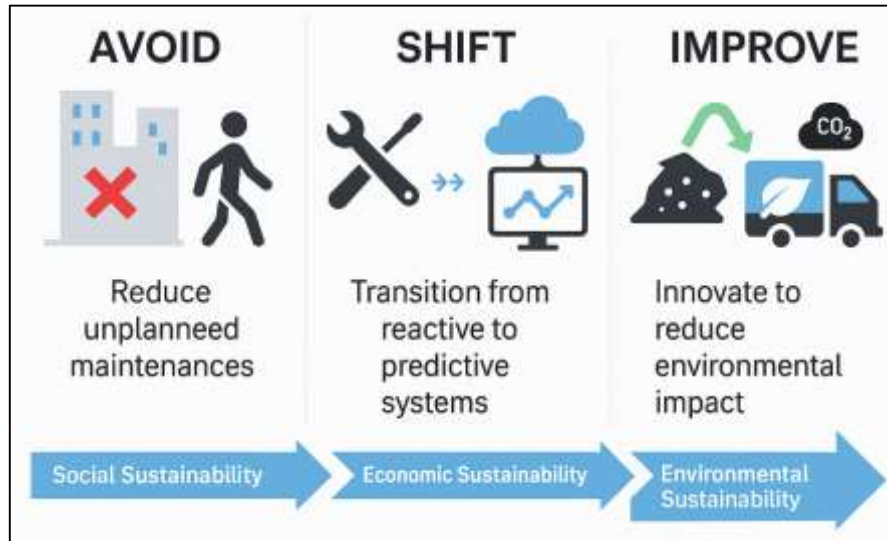 AVOID
Reduce
unplanneed
maintenances
SHIFT
Transition from
reactive to
predictive
systems
IMPROVE
CO₂
Innovate to
reduce
environmental
impact
Social Sustainability
Economic Sustainability
Environmental
Sustainability